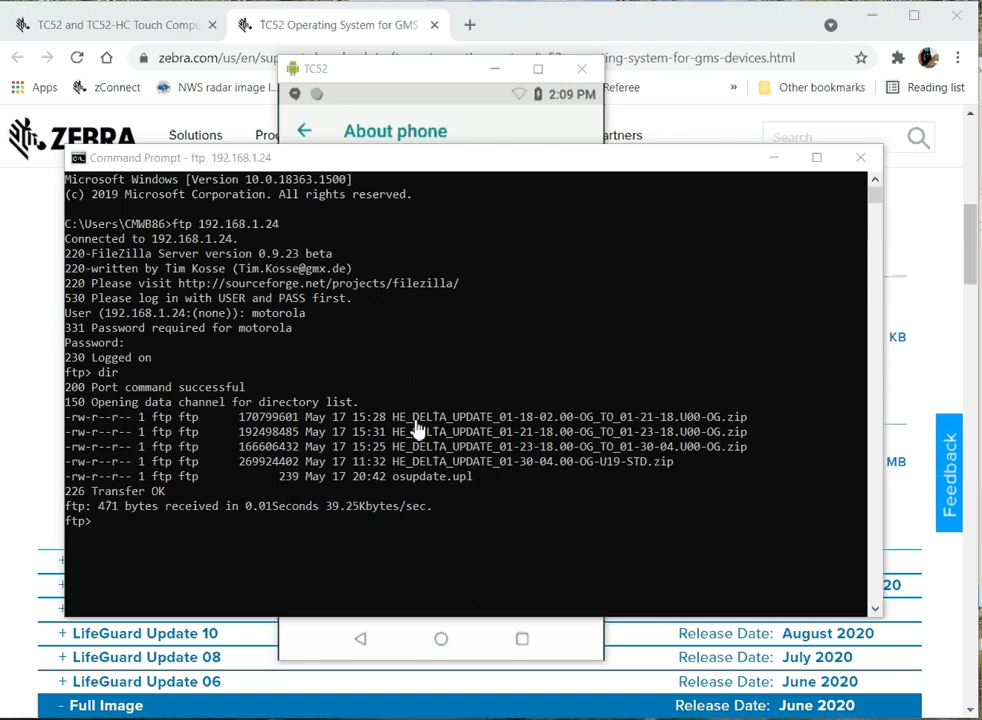 TC52 and TC52-HC Touch Compu
TC52 Operating System for GMS
zebra.com/us/en/sup
ing-system-for-gms-devices.html
Apps
zConnect
NWS radar image l...
Referee
»
Other bookmarks
Reading list
TC52
2:09 PM
About phone
ZEBRA
Solutions
Pro
artners
Search
Command Prompt - ftp 192.168.1.24
Microsoft Windows [Version 10.0.18363.1500]
(c) 2019 Microsoft Corporation. All rights reserved.
C:\Users\CMWB86>ftp 192.168.1.24
Connected to 192.168.1.24.
220-FileZilla Server version 0.9.23 beta
220-written by Tim Kosse (Tim.Kosse@gmx.de)
220 Please visit http://sourceforge.net/projects/filezilla/
530 Please log in with USER and PASS first.
User (192.168.1.24:(none)): motorola
331 Password required for motorola
Password:
230 Logged on
ftp> dir
200 Port command successful
150 Opening data channel for directory list.
-rw-r--r-- 1 ftp ftp 170799601 May 17 15:28 HE_DELTA_UPDATE_01-18-02.00-OG_TO_01-21-18.U00-OG.zip
-rw-r--r-- 1 ftp ftp 192498485 May 17 15:31 HE_DELTA_UPDATE_01-21-18.00-OG_TO_01-23-18.U00-OG.zip
-rw-r--r-- 1 ftp ftp 166606432 May 17 15:25 HE_DELTA_UPDATE_01-23-18.00-OG_TO_01-30-04.U00-OG.zip
-rw-r--r-- 1 ftp ftp 269924402 May 17 11:32 HE_DELTA_UPDATE_01-30-04.00-OG-U19-STD.zip
-rw-r--r-- 1 ftp ftp 239 May 17 20:42 osupdate.upl
226 Transfer OK
ftp: 471 bytes received in 0.01Seconds 39.25Kbytes/sec.
ftp>
KB
MB
Feedback
20
+ LifeGuard Update 10 Release Date: August 2020
+ LifeGuard Update 08 Release Date: July 2020
+ LifeGuard Update 06 Release Date: June 2020
- Full Image Release Date: June 2020